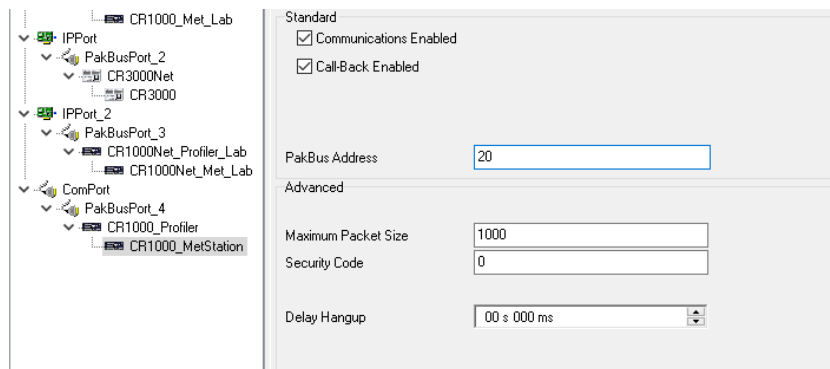 CR1000_Met_Lab
IPPort
PakBusPort_2
CR3000Net
CR3000
IPPort_2
PakBusPort_3
CR1000Net_Profiler_Lab
CR1000Net_Met_Lab
ComPort
PakBusPort_4
CR1000_Profiler
CR1000_MetStation
Standard
Communications Enabled
Call-Back Enabled
PakBus Address 20
Advanced
Maximum Packet Size 1000
Security Code 0
Delay Hangup 00 s 000 ms